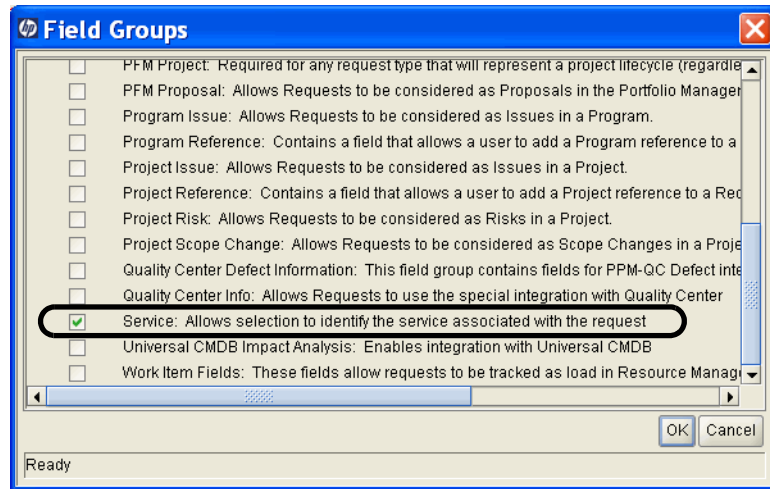 hp Field Groups
PFM Project: Required for any request type that will represent a project lifecycle (regardle
PFM Proposal: Allows Requests to be considered as Proposals in the Portfolio Manager
Program Issue: Allows Requests to be considered as Issues in a Program.
Program Reference: Contains a field that allows a user to add a Program reference to a
Project Issue: Allows Requests to be considered as Issues in a Project.
Project Reference: Contains a field that allows a user to add a Project reference to a Req
Project Risk: Allows Requests to be considered as Risks in a Project.
Project Scope Change: Allows Requests to be considered as Scope Changes in a Proje
Quality Center Defect Information: This field group contains fields for PPM-QC Defect inte
Quality Center Info: Allows Requests to use the special integration with Quality Center
Service: Allows selection to identify the service associated with the request
Universal CMDB Impact Analysis: Enables integration with Universal CMDB
Work Item Fields: These fields allow requests to be tracked as load in Resource Manag
OK Cancel
Ready